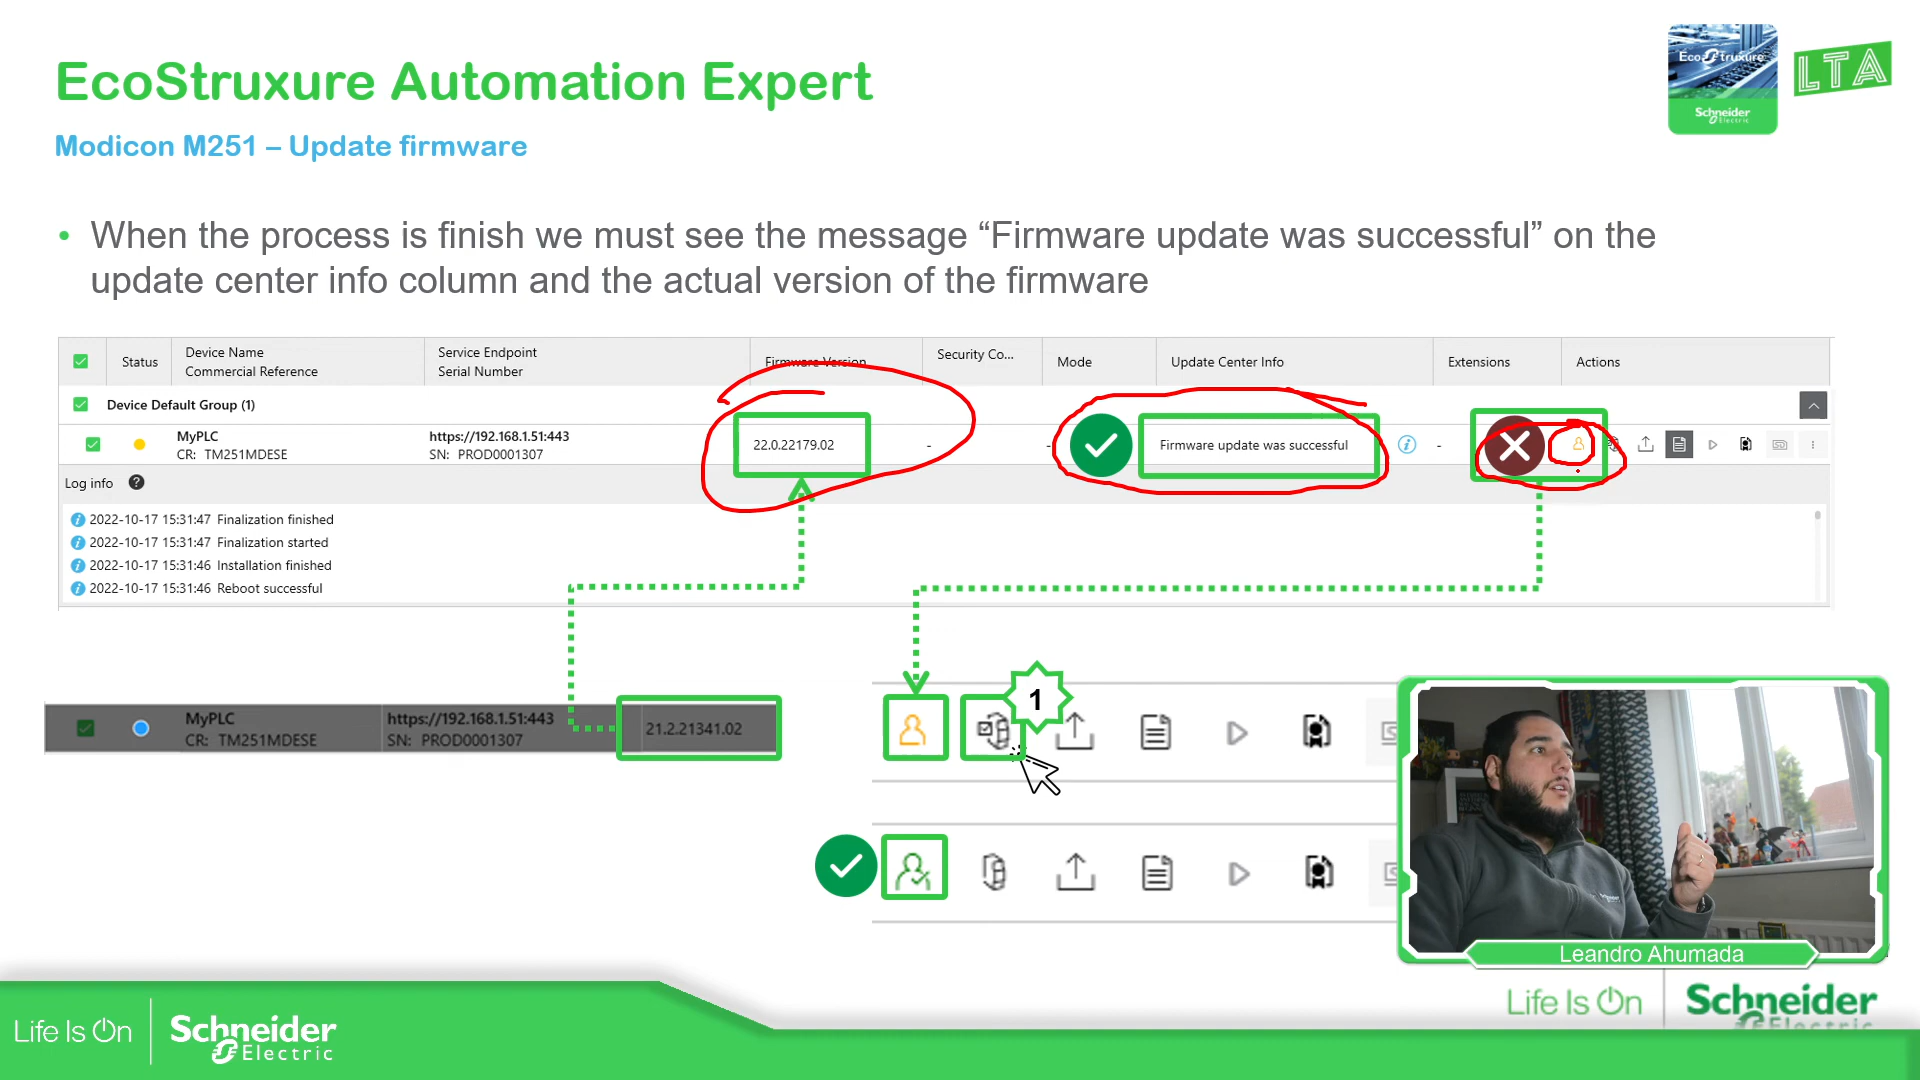 EcoStruxure Automation Expert
Modicon M251 – Update firmware
EcoStruxure
Schneider
Electric
LTA
• When the process is finish we must see the message “Firmware update was successful” on the
update center info column and the actual version of the firmware
Status
Device Name
Commercial Reference
Service Endpoint
Serial Number
Firmware Version
Security Co...
Mode
Update Center Info
Extensions
Actions
Device Default Group (1)
MyPLC
CR: TM251MDESE
https://192.168.1.51:443
SN: PROD0001307
22.0.22179.02
-
-
Firmware update was successful
-
Log info
2022-10-17 15:31:47 Finalization finished
2022-10-17 15:31:47 Finalization started
2022-10-17 15:31:46 Installation finished
2022-10-17 15:31:46 Reboot successful
MyPLC
CR: TM251MDESE
https://192.168.1.51:443
SN: PROD0001307
21.2.21341.02
1
Leandro Ahumada
Life Is On
Schneider
Electric
Life Is On
Schneider
Electric